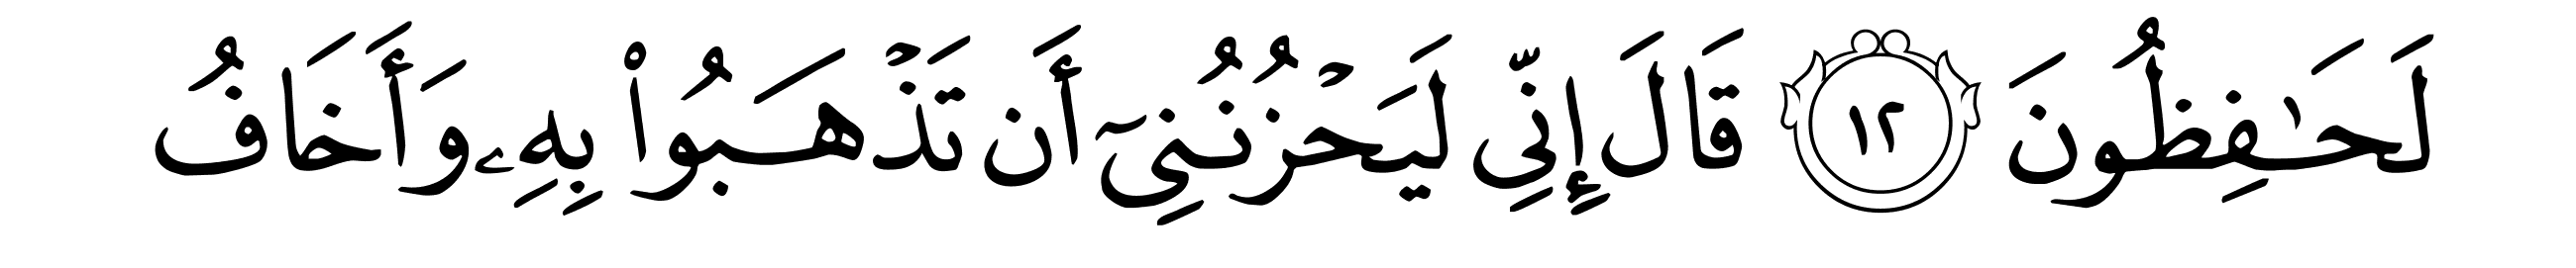 لَحَـٰفِظُونَ ١٢ قَالَ إِنِّي لَيَحْزُنُنِىٓ أَن تَذْهَبُوا۟ بِهِۦ وَأَخَافُ